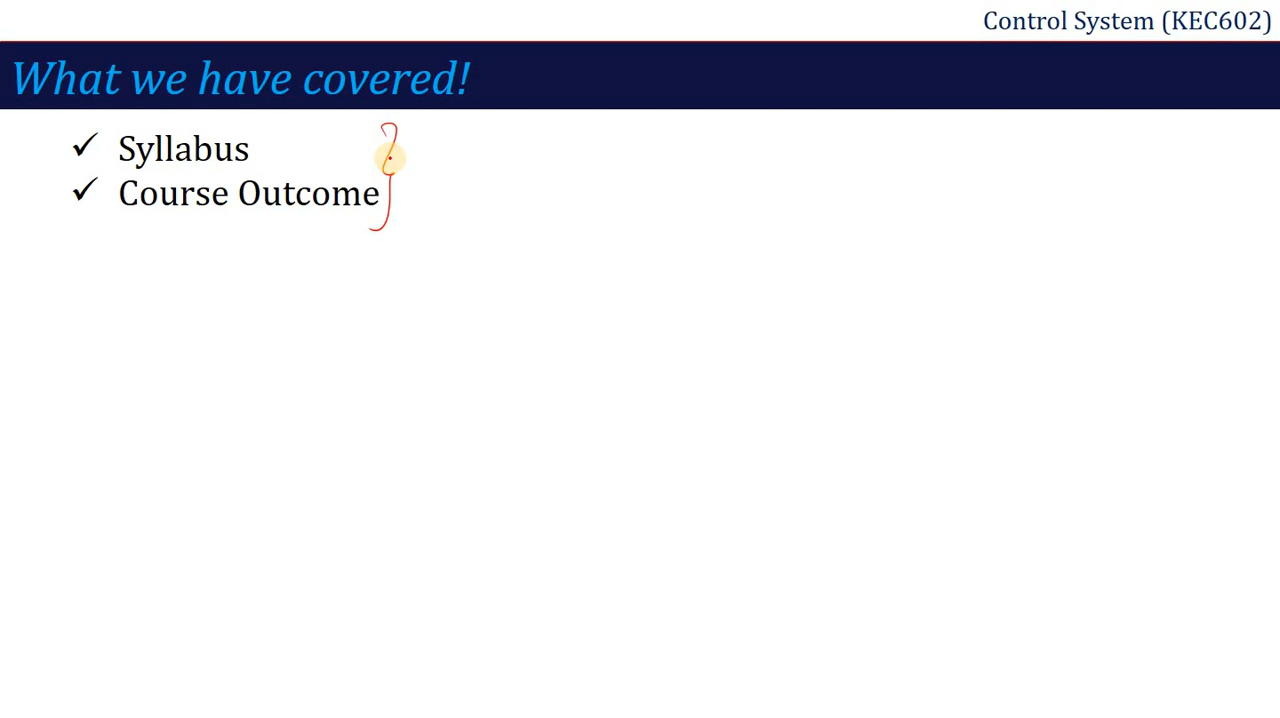 Control System (KEC602)
What we have covered!
✓ Syllabus
✓ Course Outcome